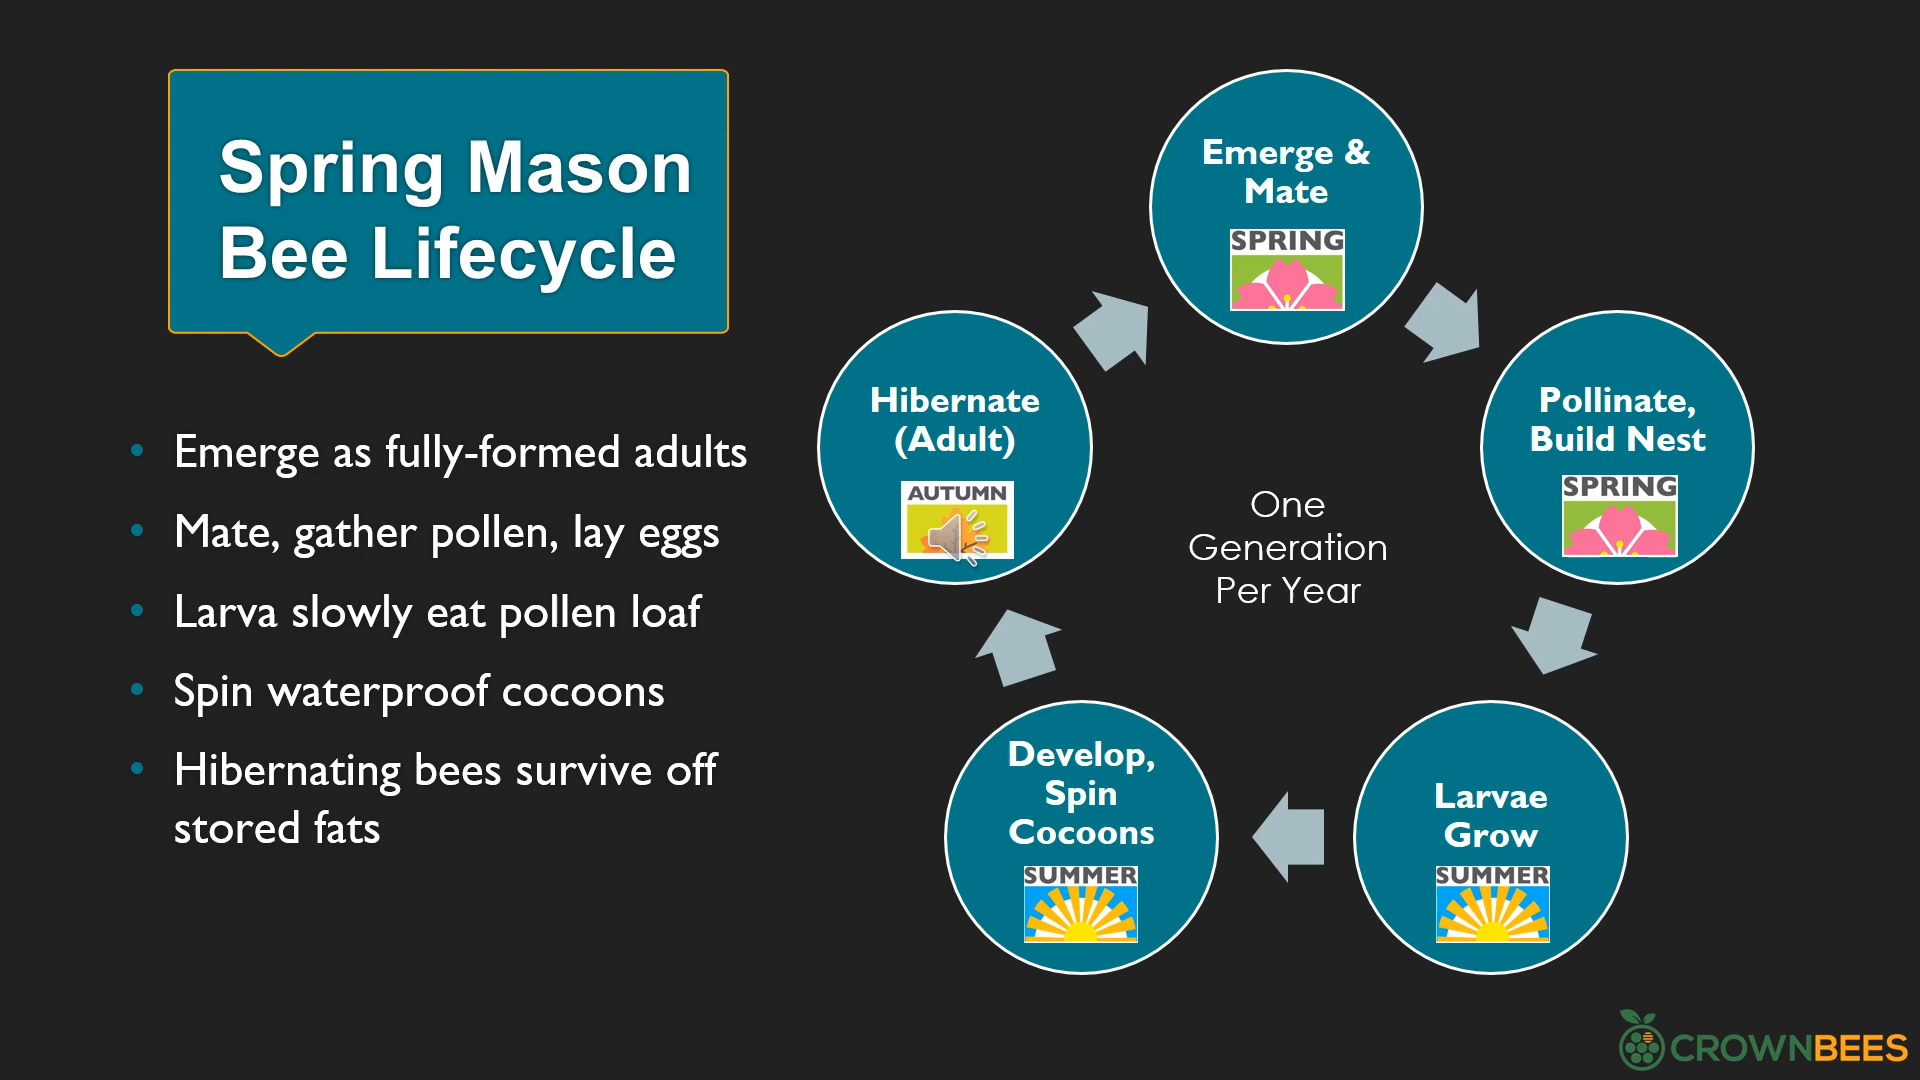 Spring Mason
Bee Lifecycle
Emerge as fully-formed adults
Mate, gather pollen, lay eggs
Larva slowly eat pollen loaf
Spin waterproof cocoons
Hibernating bees survive off
stored fats
Emerge &
Mate
SPRING
Pollinate,
Build Nest
SPRING
Larvae
Grow
SUMMER
Develop,
Spin
Cocoons
SUMMER
Hibernate
(Adult)
AUTUMN
One
Generation
Per Year
CROWNBEES